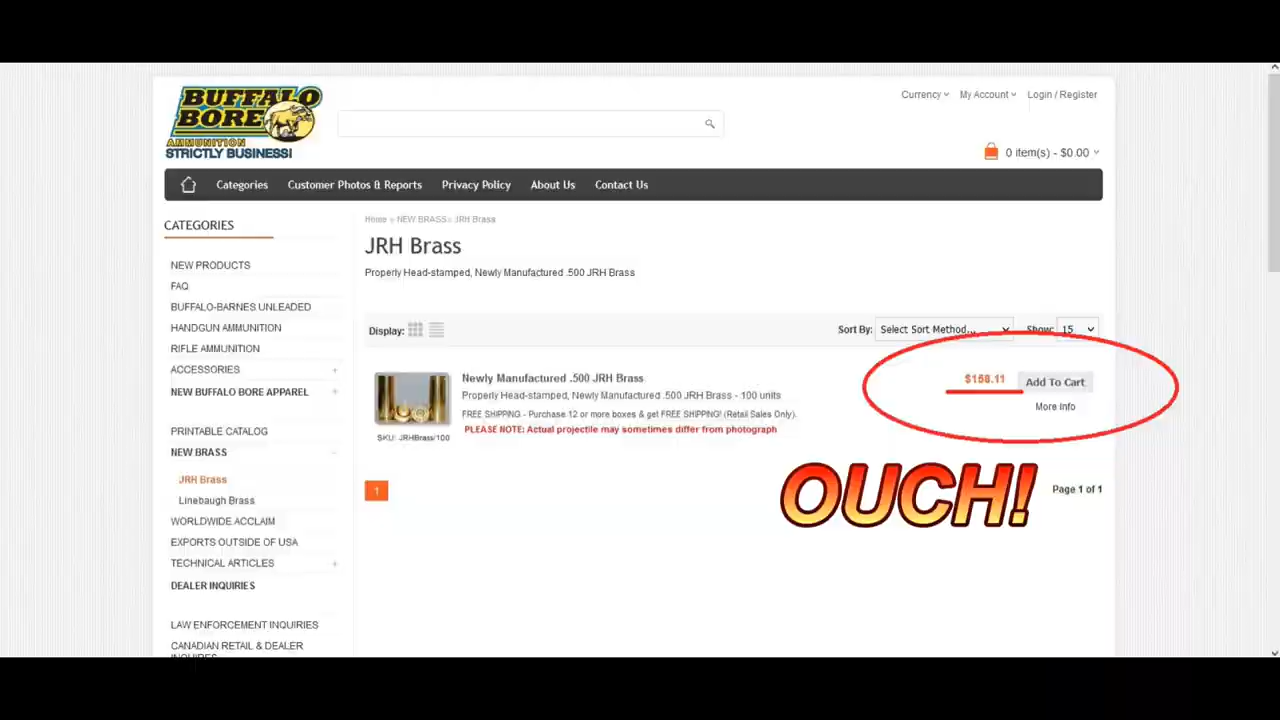 BUFFALO
BORE
AMMUNITION
STRICTLY BUSINESS!
Currency
My Account
Login / Register
0 item(s) - $0.00
Categories
Customer Photos & Reports
Privacy Policy
About Us
Contact Us
CATEGORIES
NEW PRODUCTS
FAQ
BUFFALO-BARNES UNLEADED
HANDGUN AMMUNITION
RIFLE AMMUNITION
ACCESSORIES +
NEW BUFFALO BORE APPAREL +
PRINTABLE CATALOG
NEW BRASS -
JRH Brass
Linebaugh Brass
WORLDWIDE ACCLAIM
EXPORTS OUTSIDE OF USA
TECHNICAL ARTICLES +
DEALER INQUIRIES
LAW ENFORCEMENT INQUIRIES
CANADIAN RETAIL & DEALER
INQUIRES
Home » NEW BRASS » JRH Brass
JRH Brass
Properly Head-stamped, Newly Manufactured .500 JRH Brass
Display:
Sort By: Select Sort Method...
Show: 15
Newly Manufactured .500 JRH Brass
Properly Head-stamped, Newly Manufactured .500 JRH Brass - 100 units
FREE SHIPPING - Purchase 12 or more boxes & get FREE SHIPPING! (Retail Sales Only).
PLEASE NOTE: Actual projectile may sometimes differ from photograph
SKU: JRHBrass/100
$158.11
Add To Cart
More Info
OUCH!
1
Page 1 of 1